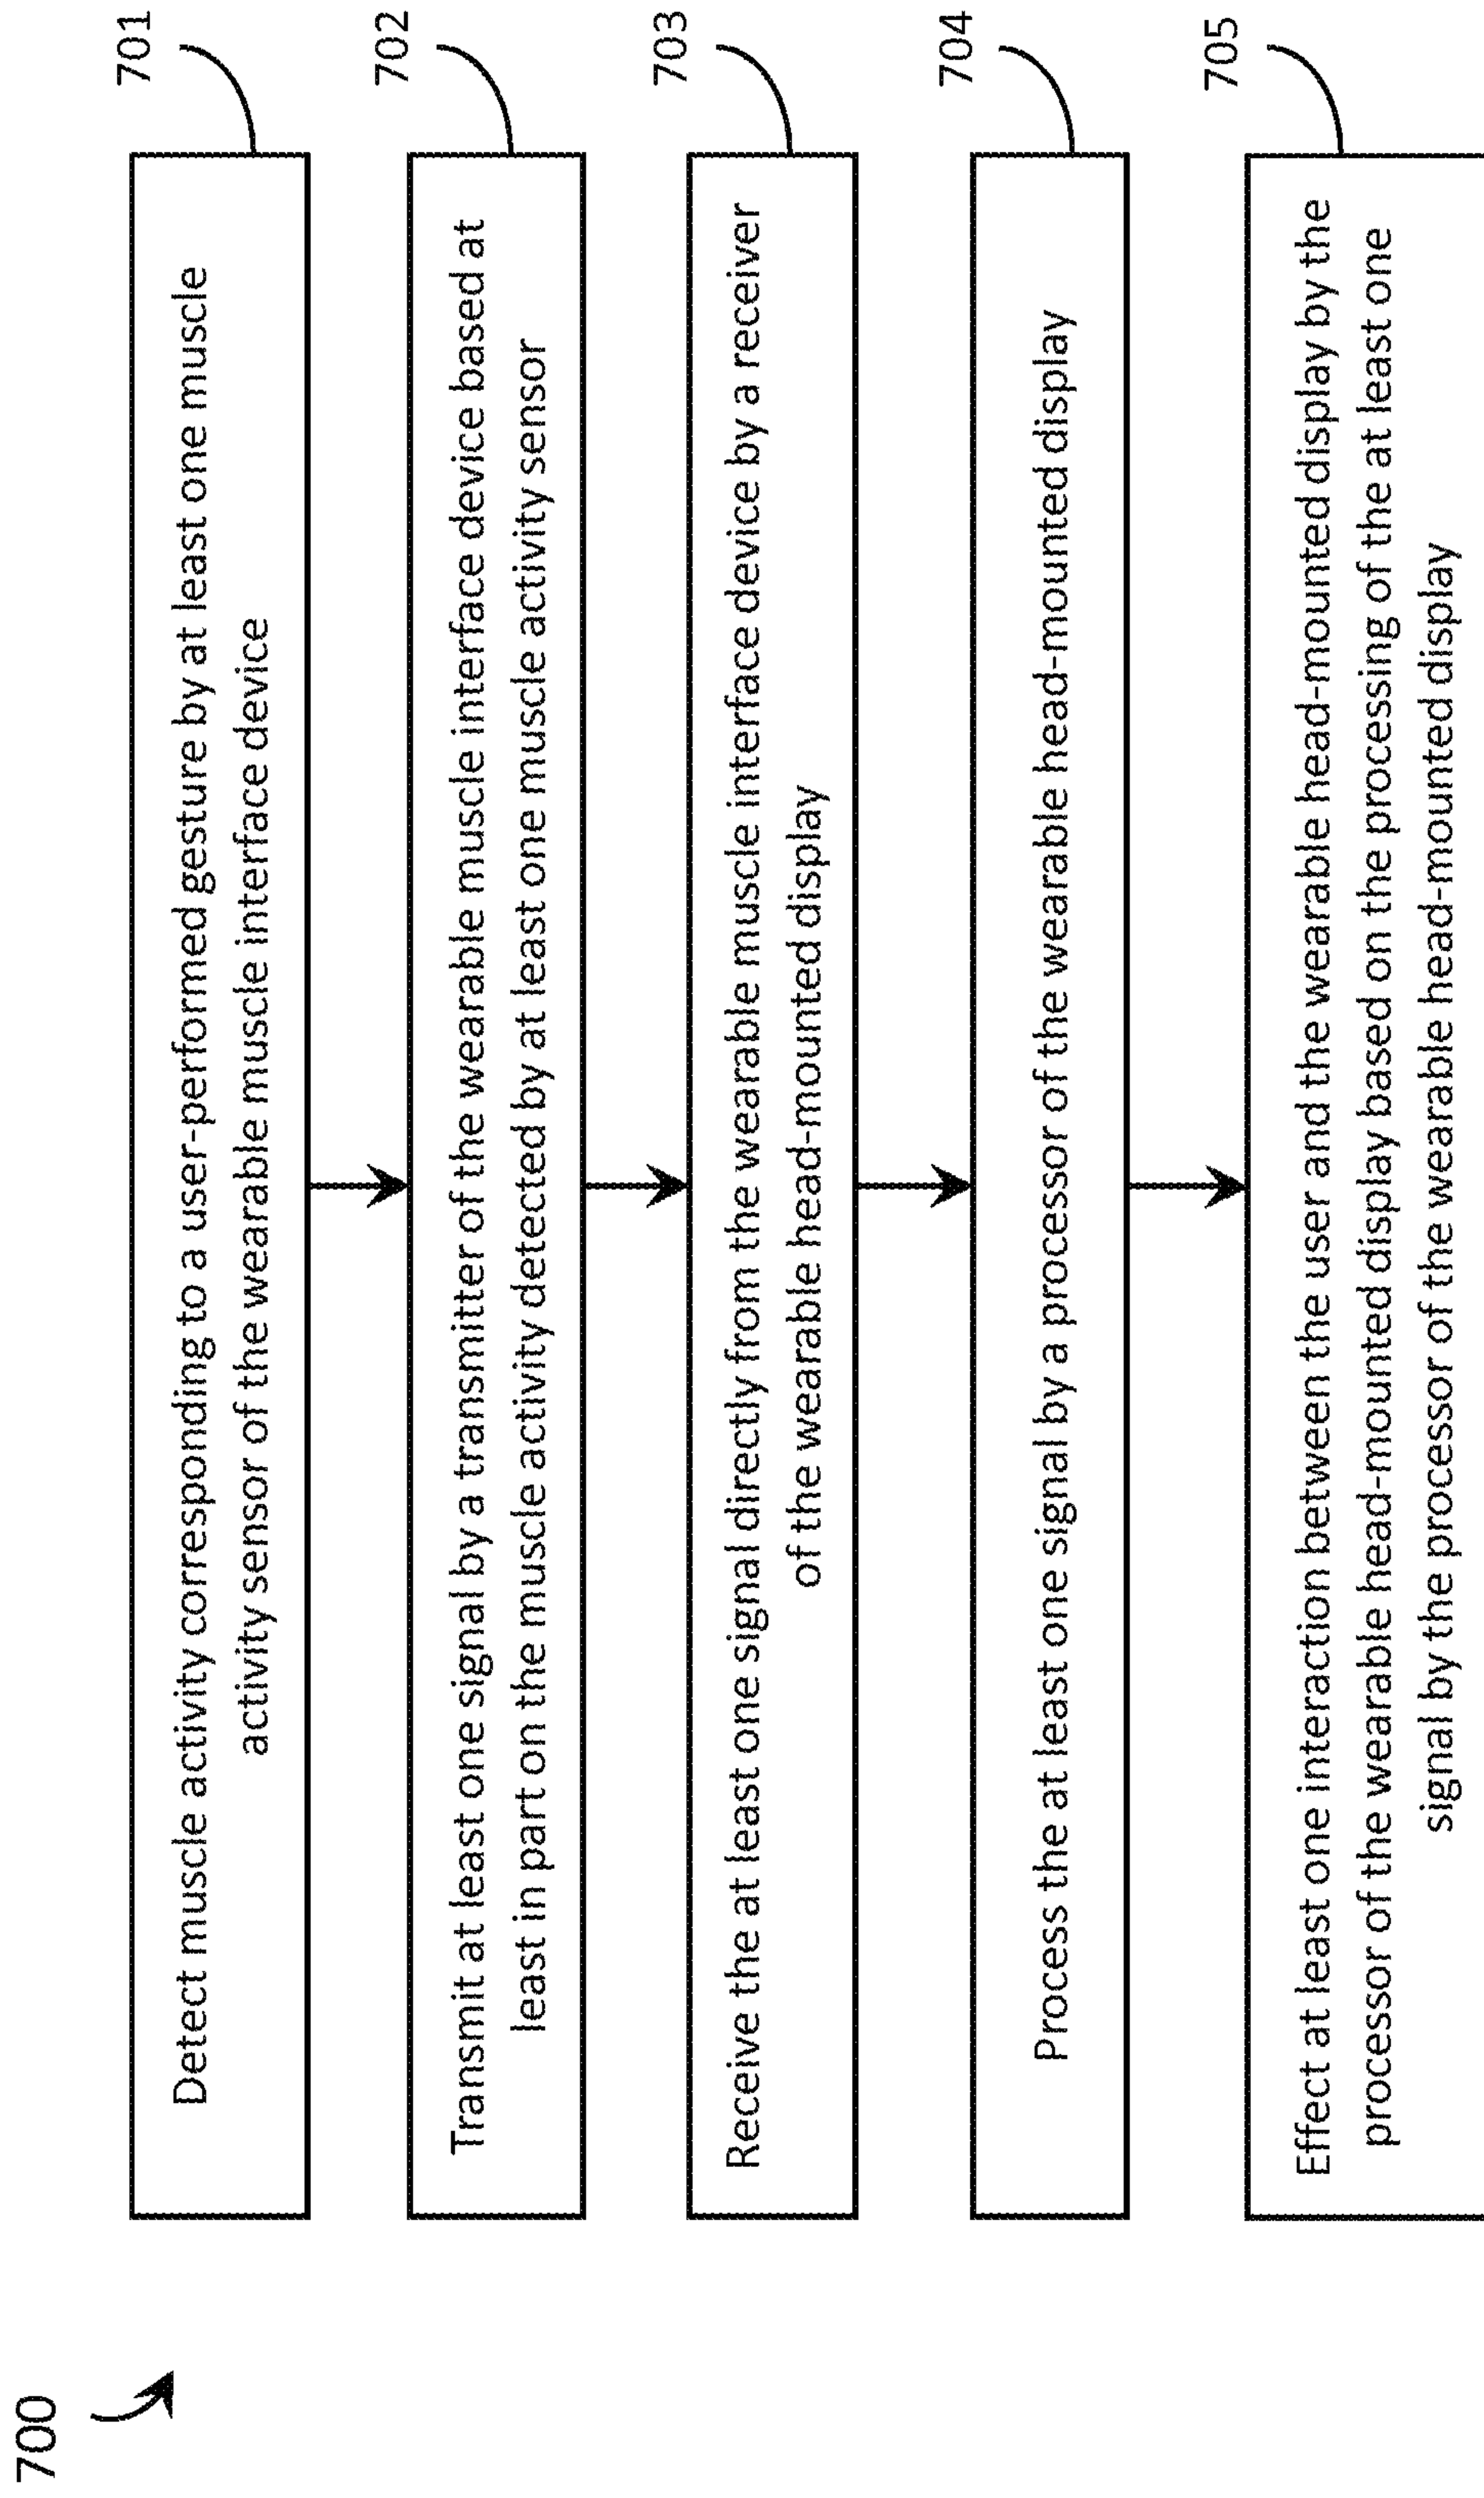 700
701
Detect muscle activity corresponding to a user-performed gesture by at least one muscle
activity sensor of the wearable muscle interface device
702
Transmit at least one signal by a transmitter of the wearable muscle interface device based at
least in part on the muscle activity detected by at least one muscle activity sensor
703
Receive the at least one signal directly from the wearable muscle interface device by a receiver
of the wearable head-mounted display
704
Process the at least one signal by a processor of the wearable head-mounted display
705
Effect at least one interaction between the user and the wearable head-mounted display by the
processor of the wearable head-mounted display based on the processing of the at least one
signal by the processor of the wearable head-mounted display